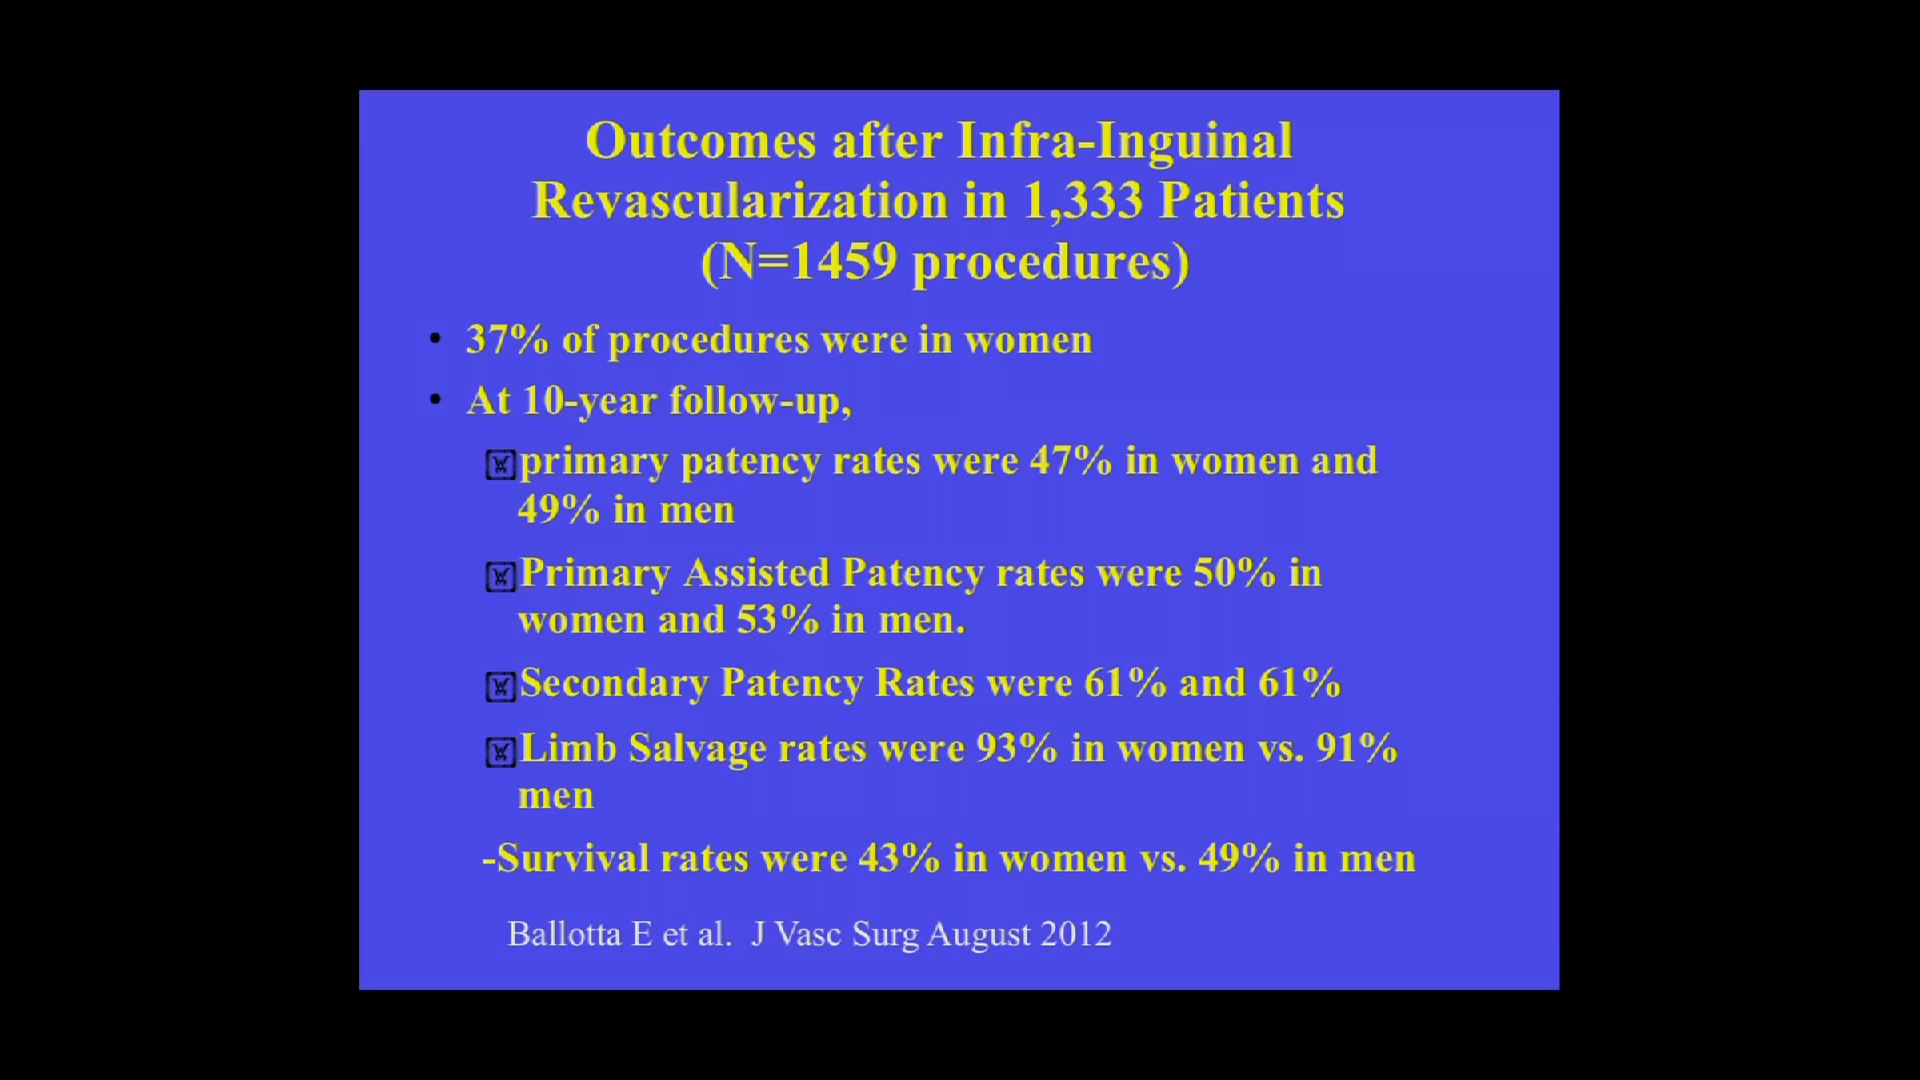 Outcomes after Infra-Inguinal
Revascularization in 1,333 Patients
(N=1459 procedures)
• 37% of procedures were in women
• At 10-year follow-up,
primary patency rates were 47% in women and
49% in men
Primary Assisted Patency rates were 50% in
women and 53% in men.
Secondary Patency Rates were 61% and 61%
Limb Salvage rates were 93% in women vs. 91%
men
-Survival rates were 43% in women vs. 49% in men
Ballotta E et al. J Vasc Surg August 2012